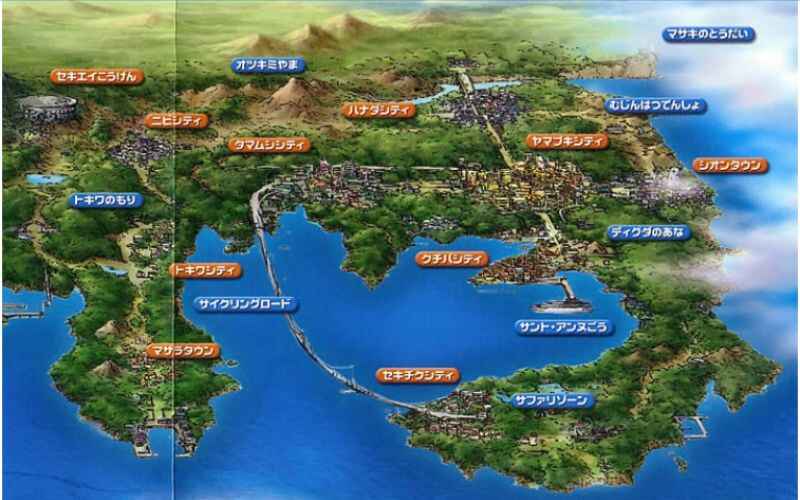 マサキのとうだい
オツキミやま
セキエイこうげん
むじんはつでんしょ
ハナダシティ
ニビシティ
ヤマブキシティ
タマムシシティ
シオンタウン
トキワのもり
ディグダのあな
クチバシティ
トキワシティ
サイクリングロード
サント・アンヌごう
マサラタウン
セキチクシティ
サファリゾーン